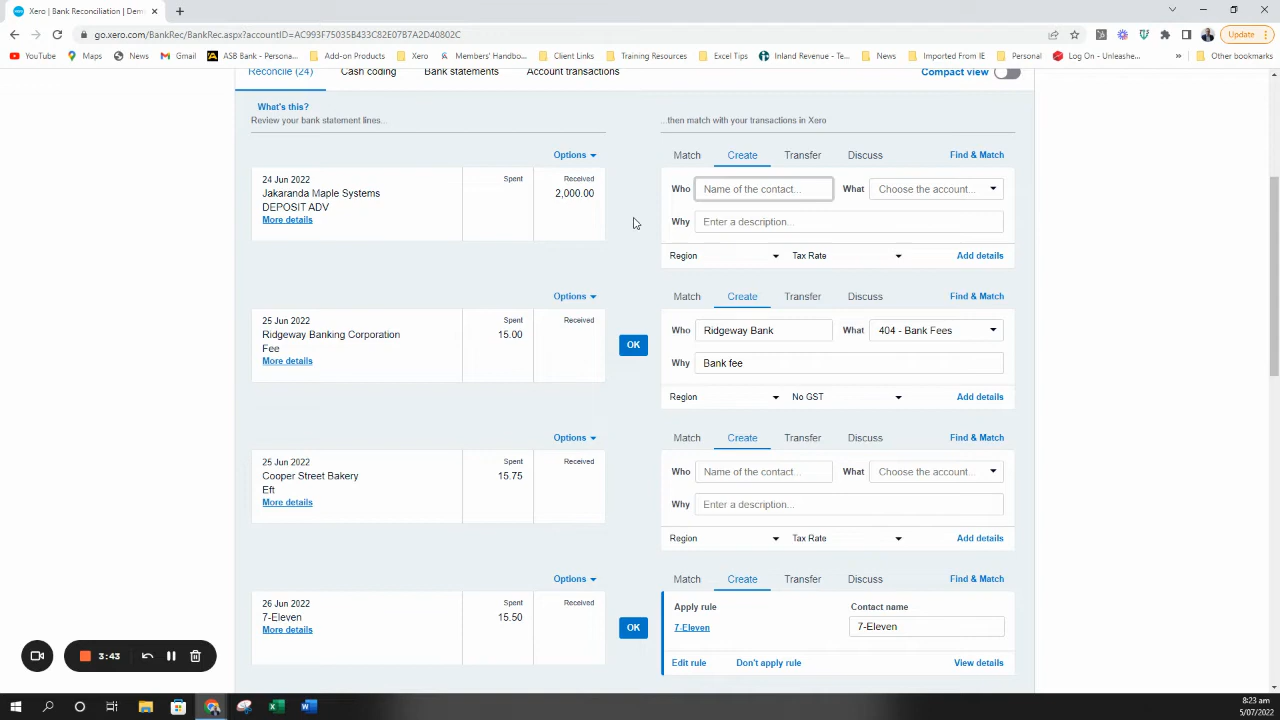 Xero | Bank Reconciliation | Dem
go.xero.com/BankRec/BankRec.aspx?accountID=AC993F75035B433C82E07B7A2D40802C
Update
YouTube
Maps
News
Gmail
ASB Bank - ...
Add-on Products
Xero
Members' Handbo...
Client Links
Training Resources
Excel Tips
Inland Revenue - Te...
News
Imported From IE
Personal
Log On - Unleashe...
»
Other bookmarks
Reconcile (24)
Cash coding
Bank statements
Account transactions
Compact view
What's this?
Review your bank statement lines...
...then match with your transactions in Xero
Options
Match
Create
Transfer
Discuss
Find & Match
24 Jun 2022
Jakaranda Maple Systems
DEPOSIT ADV
More details
Spent
Received
2,000.00
Who
Name of the contact...
What
Choose the account...
Why
Enter a description...
Region
Tax Rate
Add details
Options
Match
Create
Transfer
Discuss
Find & Match
25 Jun 2022
Ridgeway Banking Corporation
Fee
More details
Spent
15.00
Received
OK
Who
Ridgeway Bank
What
404 - Bank Fees
Why
Bank fee
Region
No GST
Add details
Options
Match
Create
Transfer
Discuss
Find & Match
25 Jun 2022
Cooper Street Bakery
Eft
More details
Spent
15.75
Received
Who
Name of the contact...
What
Choose the account...
Why
Enter a description...
Region
Tax Rate
Add details
Options
Match
Create
Transfer
Discuss
Find & Match
26 Jun 2022
7-Eleven
More details
Spent
15.50
Received
OK
Apply rule
7-Eleven
Contact name
7-Eleven
Edit rule
Don't apply rule
View details
3:43
8:23 am
5/07/2022